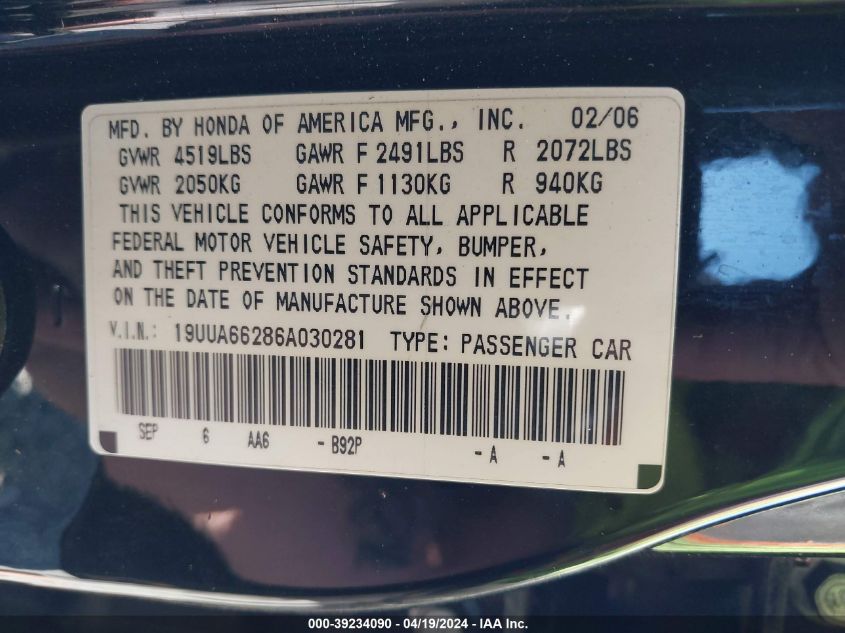 MFD. BY HONDA OF AMERICA MFG., INC. 02/06
GVWR 4519LBS GAWR F 2491LBS R 2072LBS
GVWR 2050KG GAWR F 1130KG R 940KG
THIS VEHICLE CONFORMS TO ALL APPLICABLE
FEDERAL MOTOR VEHICLE SAFETY, BUMPER,
AND THEFT PREVENTION STANDARDS IN EFFECT
ON THE DATE OF MANUFACTURE SHOWN ABOVE.
V.I.N.: 19UUA66286A030281 TYPE: PASSENGER CAR
SEP 6 AA6 -B92P -A -A
000-39234090 - 04/19/2024 - IAA Inc.